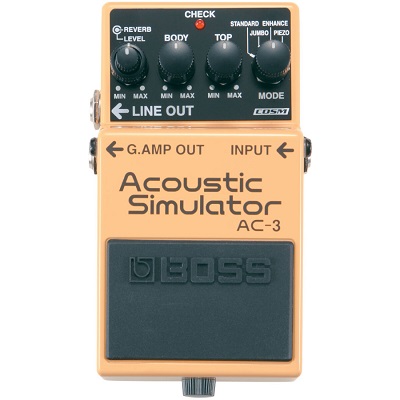 CHECK
REVERB
LEVEL
BODY
TOP
STANDARD ENHANCE
JUMBO PIEZO
MIN MAX
MIN MAX
MIN MAX
MODE
LINE OUT
COSM
G.AMP OUT
INPUT
Acoustic
Simulator
AC-3
BOSS